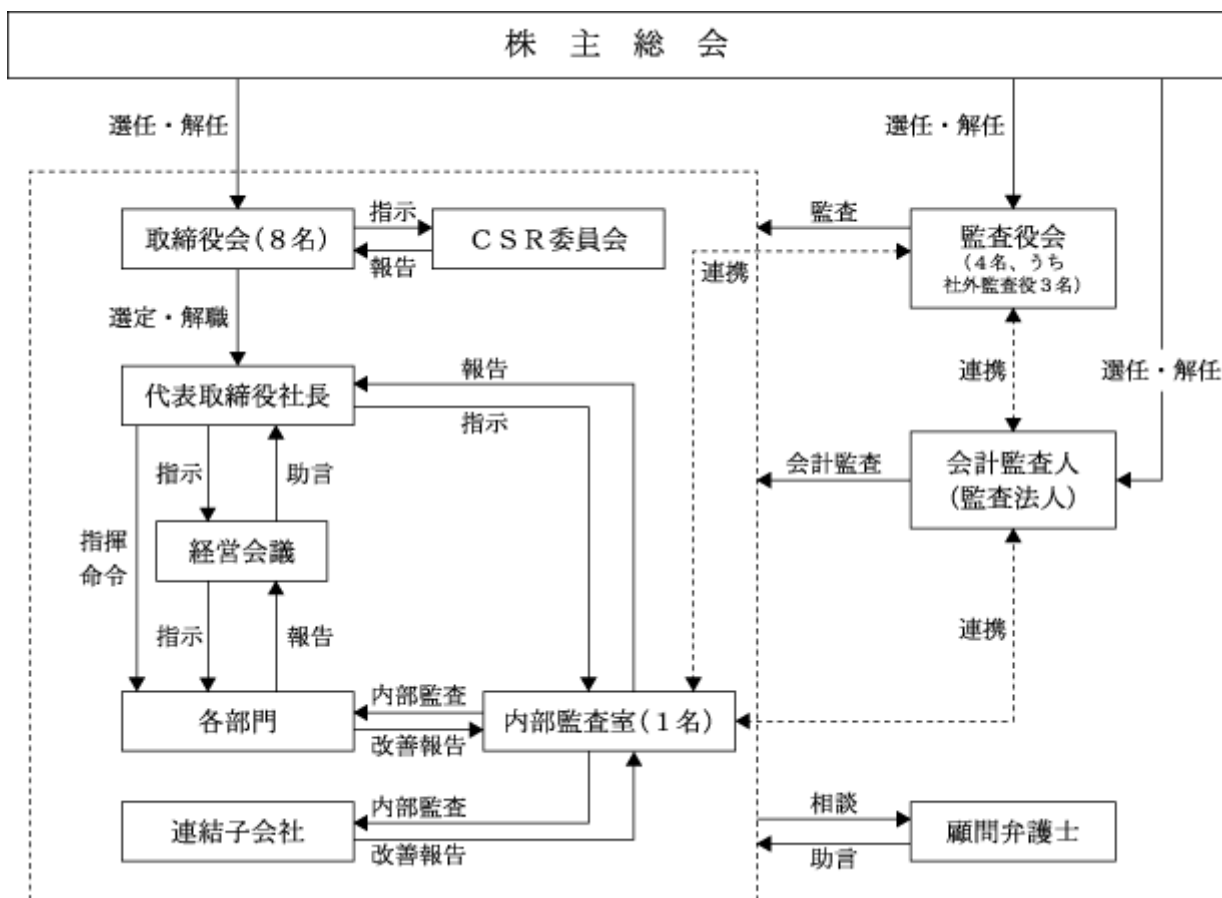 株主総会
選任・解任
選任・解任
取締役会(8名)
指示
報告
CSR委員会
監査
監査役会
(4名、うち
社外監査役3名)
連携
選定・解職
代表取締役社長
報告
指示
連携
選任・解任
指示
助言
会計監査
会計監査人
(監査法人)
経営会議
指揮
命令
指示
報告
連携
各部門
内部監査
改善報告
内部監査室(1名)
連結子会社
内部監査
改善報告
相談
助言
顧問弁護士